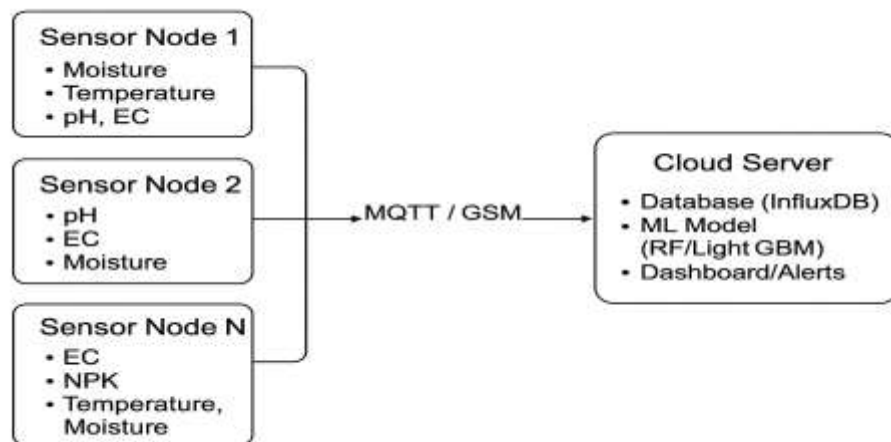 Sensor Node 1
• Moisture
• Temperature
• pH, EC
Sensor Node 2
• pH
• EC
• Moisture
Sensor Node N
• EC
• NPK
• Temperature,
Moisture
MQTT / GSM
Cloud Server
• Database (InfluxDB)
• ML Model
(RF/Light GBM)
• Dashboard/Alerts